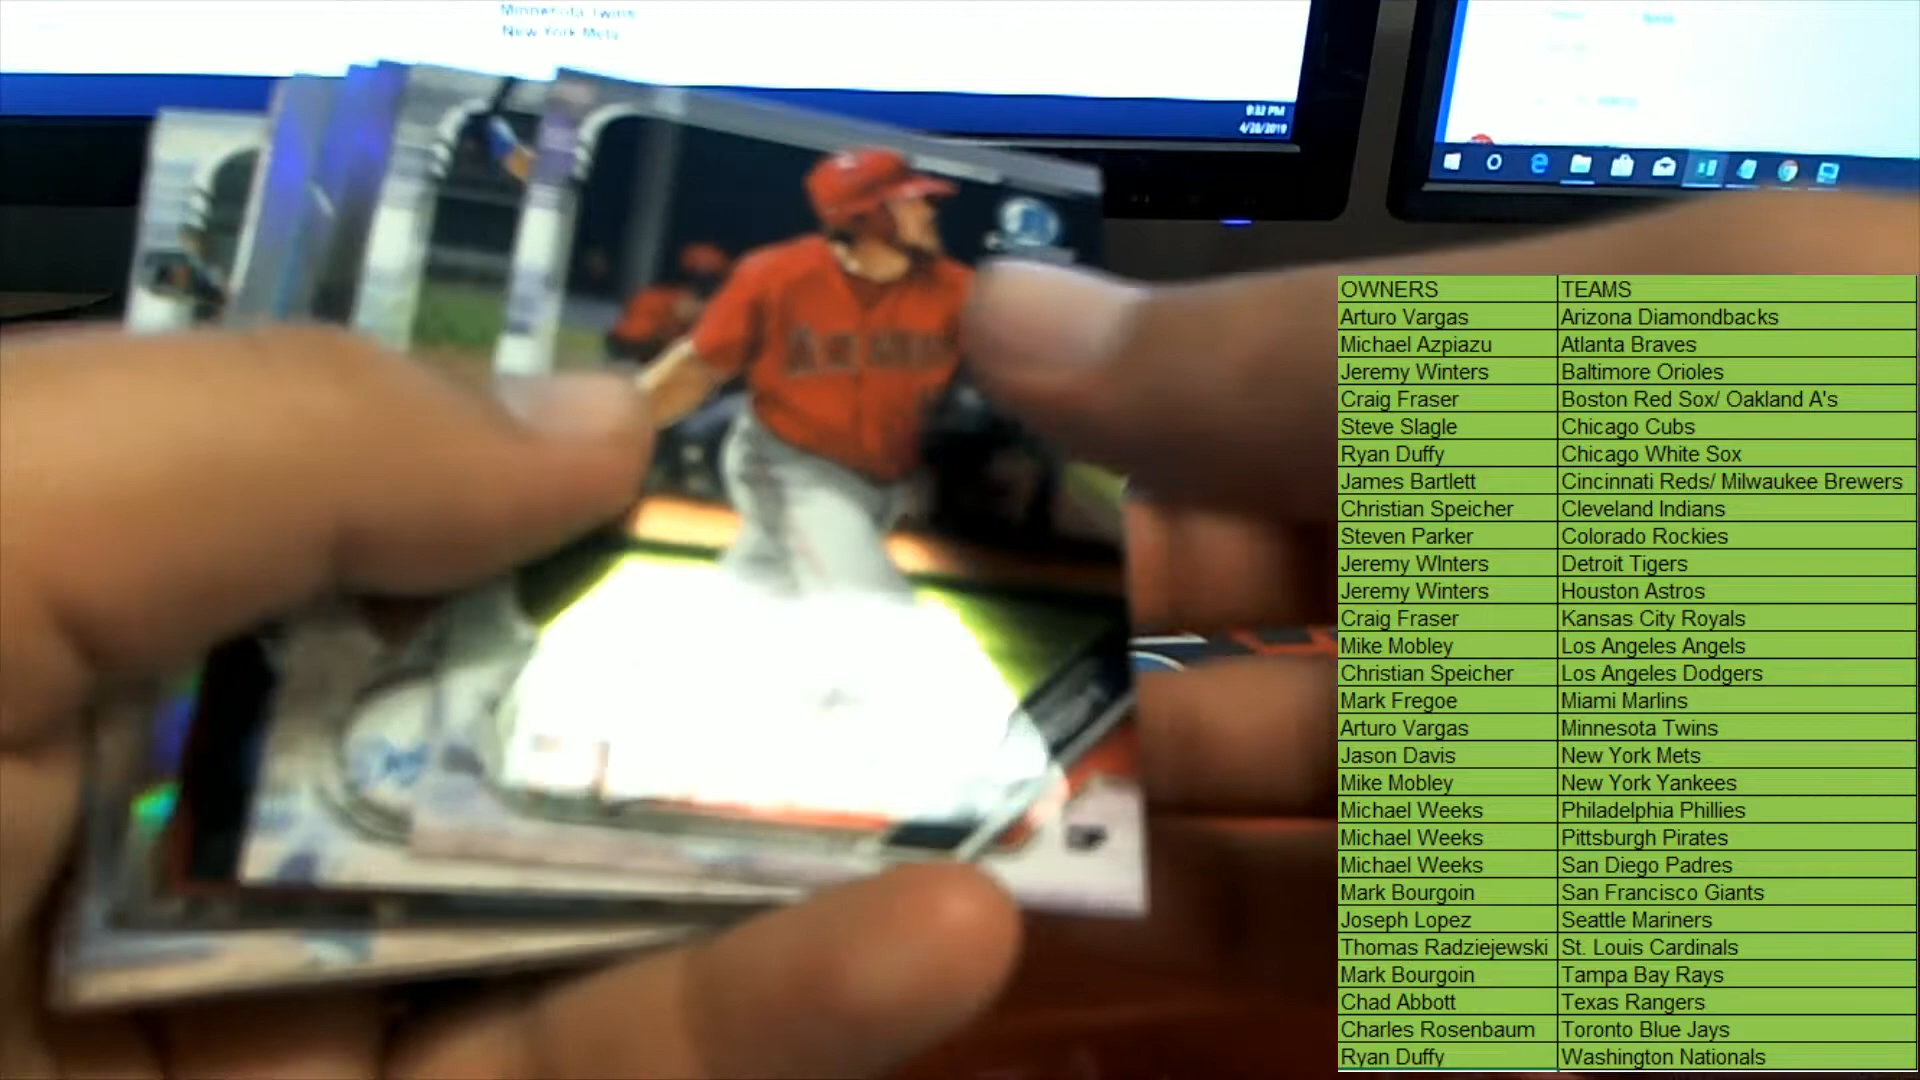 Minnesota Twins
New York Mets
9:32 PM
4/28/2019
OWNERS TEAMS
Arturo Vargas Arizona Diamondbacks
Michael Azpiazu Atlanta Braves
Jeremy Winters Baltimore Orioles
Craig Fraser Boston Red Sox/ Oakland A's
Steve Slagle Chicago Cubs
Ryan Duffy Chicago White Sox
James Bartlett Cincinnati Reds/ Milwaukee Brewers
Christian Speicher Cleveland Indians
Steven Parker Colorado Rockies
Jeremy WInters Detroit Tigers
Jeremy Winters Houston Astros
Craig Fraser Kansas City Royals
Mike Mobley Los Angeles Angels
Christian Speicher Los Angeles Dodgers
Mark Fregoe Miami Marlins
Arturo Vargas Minnesota Twins
Jason Davis New York Mets
Mike Mobley New York Yankees
Michael Weeks Philadelphia Phillies
Michael Weeks Pittsburgh Pirates
Michael Weeks San Diego Padres
Mark Bourgoin San Francisco Giants
Joseph Lopez Seattle Mariners
Thomas Radziejewski St. Louis Cardinals
Mark Bourgoin Tampa Bay Rays
Chad Abbott Texas Rangers
Charles Rosenbaum Toronto Blue Jays
Ryan Duffy Washington Nationals